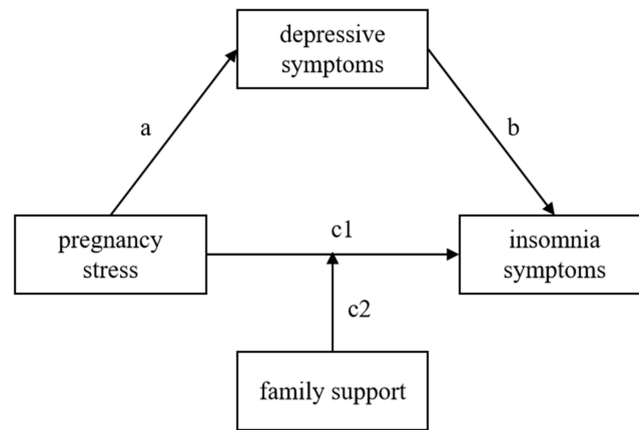 depressive
symptoms
a
b
pregnancy
stress
c1
insomnia
symptoms
c2
family support